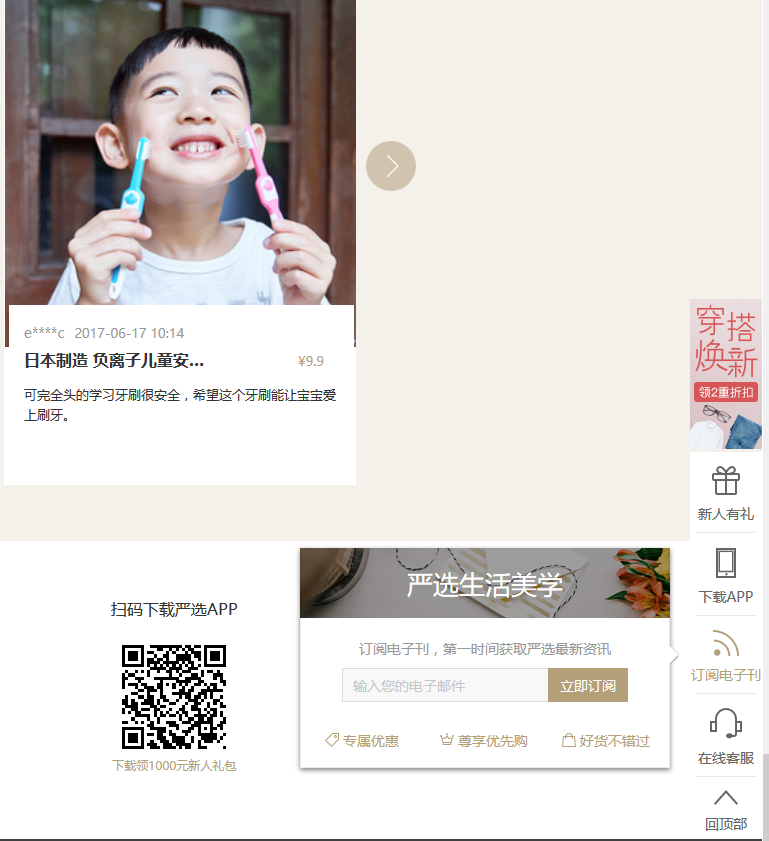 e****c 2017-06-17 10:14
日本制造 负离子儿童安... ¥9.9
可完全头的学习牙刷很安全，希望这个牙刷能让宝宝爱
上刷牙。
穿搭
焕新
领2重折扣
新人有礼
下载APP
订阅电子刊
在线客服
回顶部
扫码下载严选APP
下载领1000元新人礼包
严选生活美学
订阅电子刊，第一时间获取严选最新资讯
输入您的电子邮件 立即订阅
专属优惠 尊享优先购 好货不错过